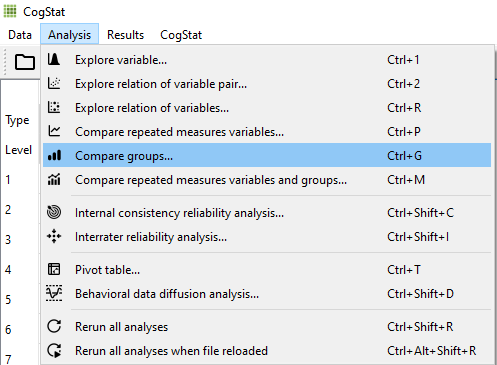 CogStat
Data Analysis Results CogStat
Explore variable... Ctrl+1
Explore relation of variable pair... Ctrl+2
Explore relation of variables... Ctrl+R
Type Compare repeated measures variables... Ctrl+P
Level Compare groups... Ctrl+G
1 Compare repeated measures variables and groups... Ctrl+M
2 Internal consistency reliability analysis... Ctrl+Shift+C
3 Interrater reliability analysis... Ctrl+Shift+I
4 Pivot table... Ctrl+T
5 Behavioral data diffusion analysis... Ctrl+Shift+D
6 Rerun all analyses Ctrl+Shift+R
7 Rerun all analyses when file reloaded Ctrl+Alt+Shift+R